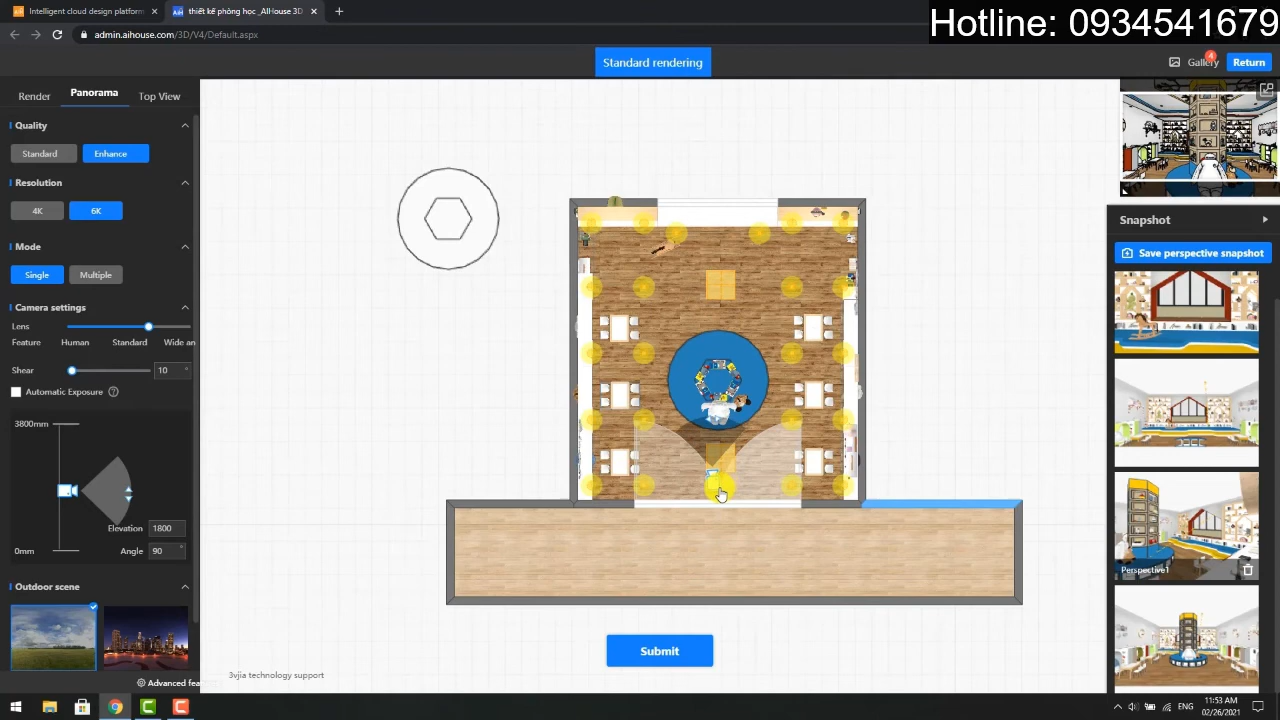 Intelligent cloud design platform
thiết kế phòng học _AIHouse 3D
Hotline: 0934541679
admin.aihouse.com/3D/V4/Default.aspx
Standard rendering
Gallery
4
Return
Render
Panorama
Top View
Quality
Standard
Enhance
Resolution
4K
6K
Mode
Single
Multiple
Camera settings
Lens
Feature
Human
Standard
Wide an
Shear
10
°
Automatic Exposure
?
3800mm
Elevation
1800
0mm
Angle
90
°
Outdoor scene
Advanced fea
3vjia technology support
Submit
Snapshot
Save perspective snapshot
Perspective1
ENG
11:53 AM
02/26/2021